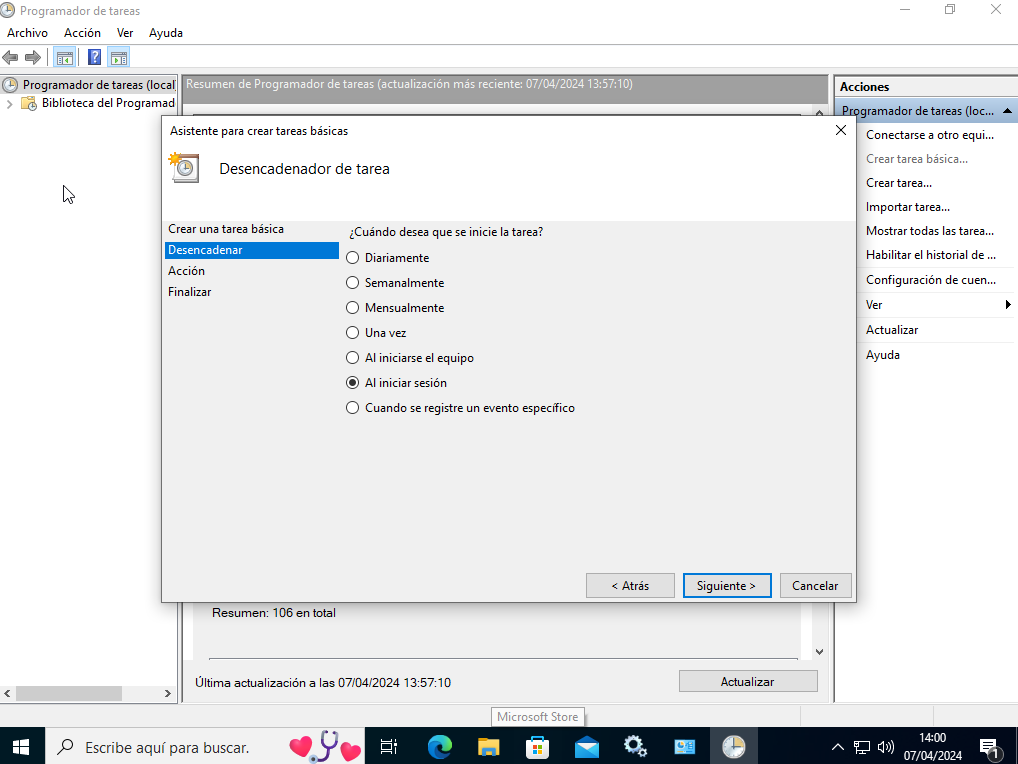 Programador de tareas
Archivo Acción Ver Ayuda
Programador de tareas (local
Biblioteca del Programad
Resumen de Programador de tareas (actualización más reciente: 07/04/2024 13:57:10)
Acciones
Programador de tareas (loc...
Conectarse a otro equi...
Crear tarea básica...
Crear tarea...
Importar tarea...
Mostrar todas las tarea...
Habilitar el historial de ...
Configuración de cuen...
Ver
Actualizar
Ayuda
Asistente para crear tareas básicas
Desencadenador de tarea
Crear una tarea básica
Desencadenar
Acción
Finalizar
¿Cuándo desea que se inicie la tarea?
Diariamente
Semanalmente
Mensualmente
Una vez
Al iniciarse el equipo
Al iniciar sesión
Cuando se registre un evento específico
< Atrás Siguiente > Cancelar
Resumen: 106 en total
Última actualización a las 07/04/2024 13:57:10 Actualizar
Microsoft Store
Escribe aquí para buscar.
14:00
07/04/2024
1